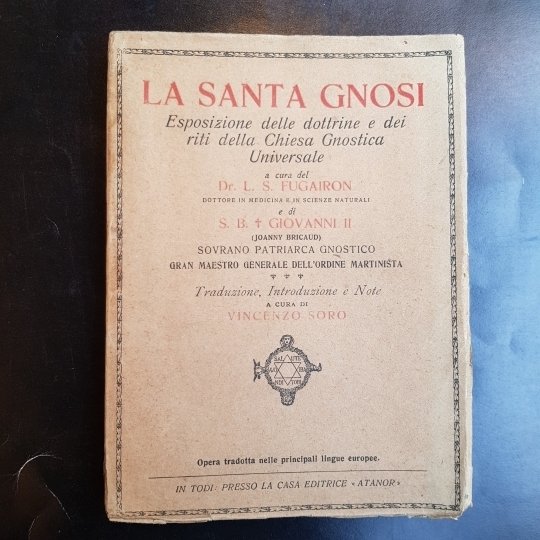 LA SANTA GNOSI
Esposizione delle dottrine e dei
riti della Chiesa Gnostica
Universale
a cura del
Dr. L. S. FUGAIRON
DOTTORE IN MEDICINA E IN SCIENZE NATURALI
e di
S. B. ✝ GIOVANNI II
(JOANNY BRICAUD)
SOVRANO PATRIARCA GNOSTICO
GRAN MAESTRO GENERALE DELL'ORDINE MARTINISTA
Traduzione, Introduzione e Note
A CURA DI
VINCENZO SORO
Opera tradotta nelle principali lingue europee.
IN TODI: PRESSO LA CASA EDITRICE «ATANOR»